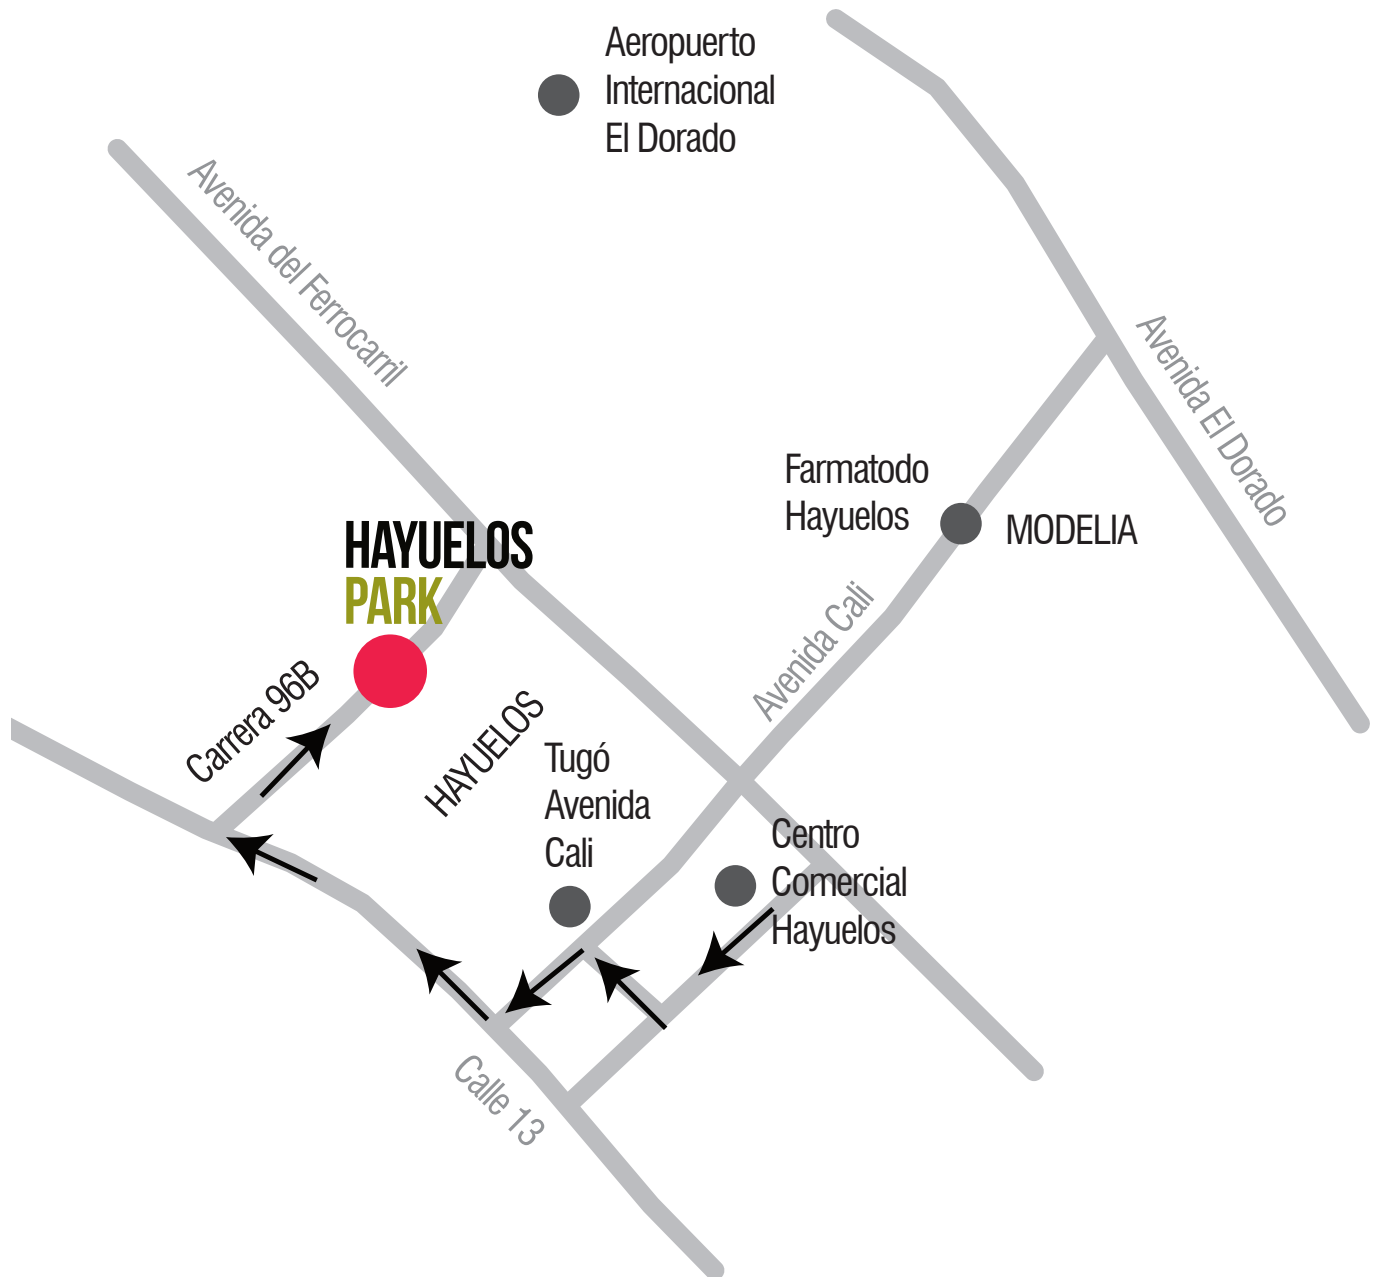 Aeropuerto
Internacional
El Dorado
Avenida del Ferrocarril
Avenida El Dorado
Farmatodo
Hayuelos
MODELIA
HAYUELOS
PARK
Avenida Cali
Carrera 96B
HAYUELOS
Tugó
Avenida
Cali
Centro
Comercial
Hayuelos
Calle 13